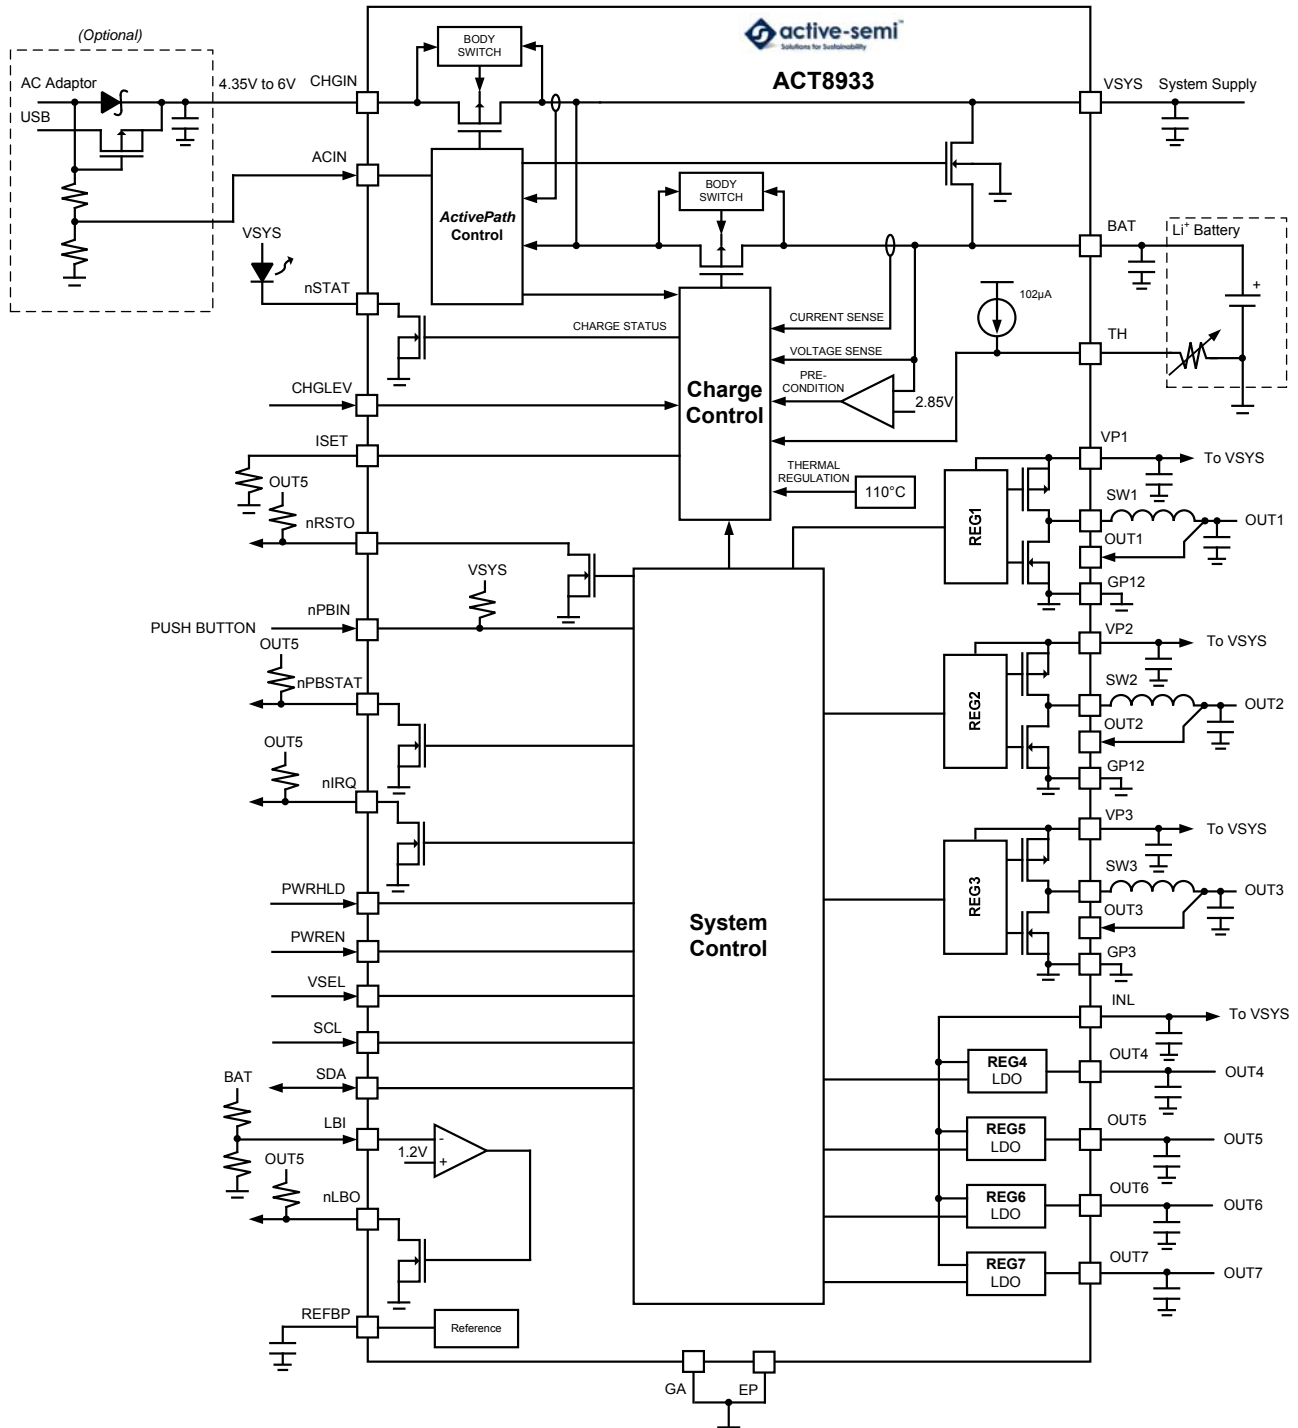 active-semi™
Solutions for Sustainability
ACT8933
(Optional)
AC Adaptor
USB
4.35V to 6V
CHGIN
BODY
SWITCH
VSYS
System Supply
ACIN
ActivePath
Control
BODY
SWITCH
BAT
Li+ Battery
+
VSYS
nSTAT
CHARGE STATUS
CURRENT SENSE
102µA
VOLTAGE SENSE
TH
CHGLEV
Charge
Control
PRE-
CONDITION
2.85V
ISET
THERMAL
REGULATION
110°C
OUT5
nRSTO
VP1
To VSYS
REG1
SW1
OUT1
OUT1
GP12
VSYS
nPBIN
PUSH BUTTON
OUT5
nPBSTAT
VP2
To VSYS
REG2
SW2
OUT2
OUT2
GP12
OUT5
nIRQ
VP3
To VSYS
REG3
SW3
OUT3
OUT3
GP3
PWRHLD
PWREN
VSEL
SCL
SDA
System
Control
INL
To VSYS
REG4
LDO
OUT4
OUT4
REG5
LDO
OUT5
OUT5
REG6
LDO
OUT6
OUT6
REG7
LDO
OUT7
OUT7
BAT
LBI
1.2V
-
+
OUT5
nLBO
REFBP
Reference
GA
EP